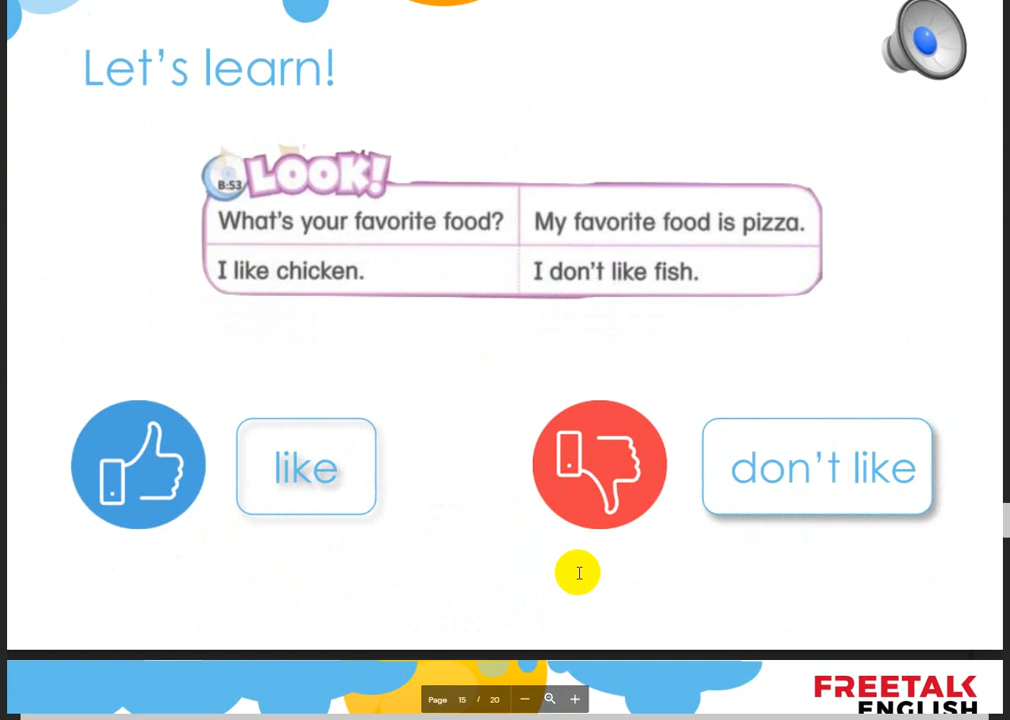 Let's learn!
B:53
LOOK!
What's your favorite food? My favorite food is pizza.
I like chicken. I don't like fish.
like don't like
Page 15 / 20
FREETALK
ENGLISH